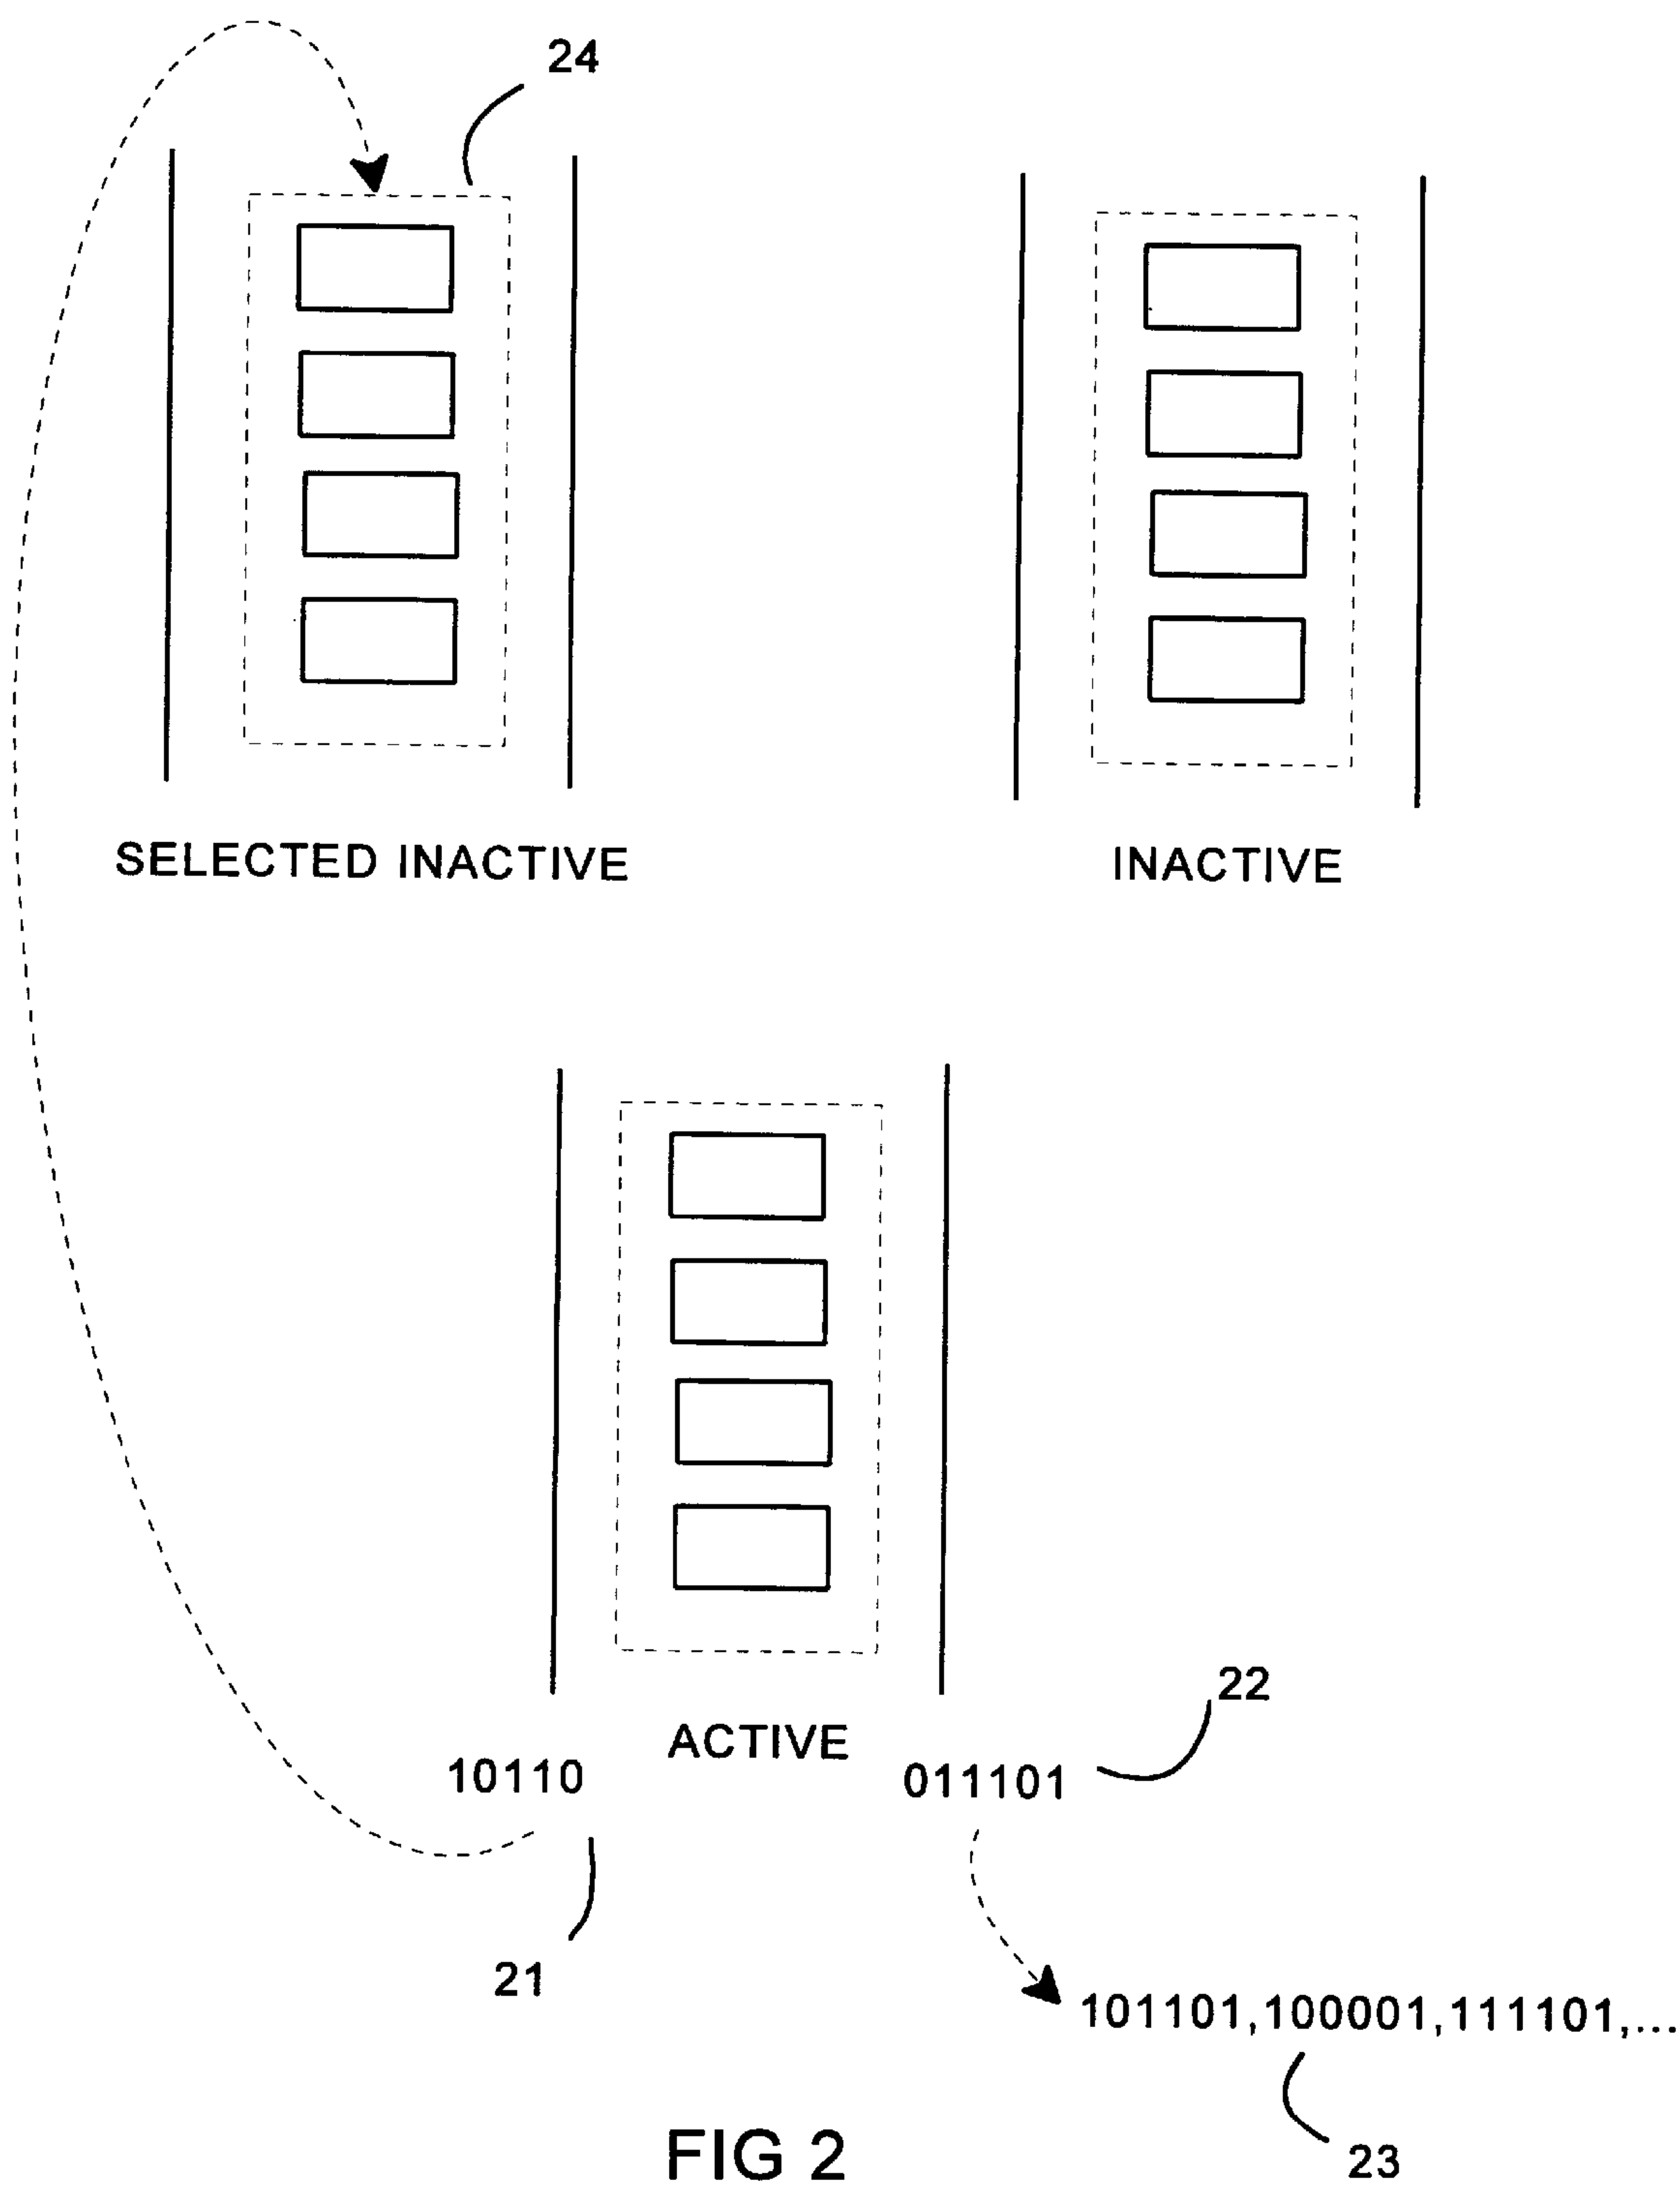 24
SELECTED INACTIVE
INACTIVE
22
ACTIVE
10110
011101
21
101101,100001,111101,...
23
FIG 2